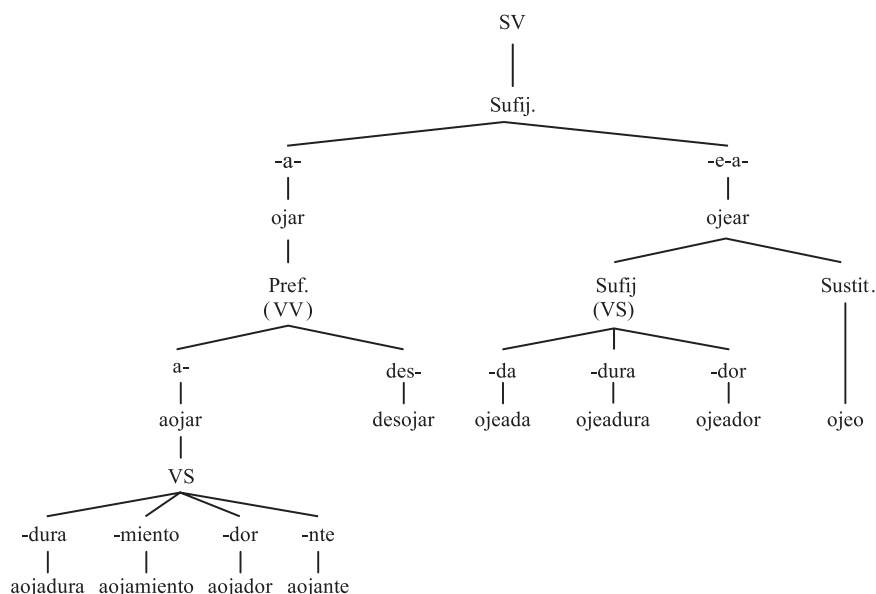 SV
Sufij.
-a- -e-a-
ojar ojear
Pref. Sufij Sustit.
(VV) (VS)
a- des- -da -dura -dor
aojar desojar ojeada ojeadura ojeador ojeo
VS
-dura -miento -dor -nte
aojadura aojamiento aojador aojante